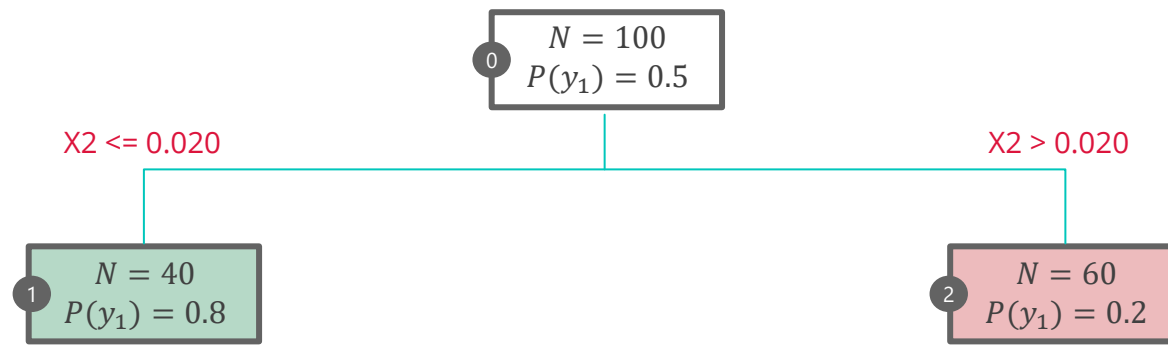 0
N = 100
P(y₁) = 0.5
X2 <= 0.020
X2 > 0.020
1
N = 40
P(y₁) = 0.8
2
N = 60
P(y₁) = 0.2